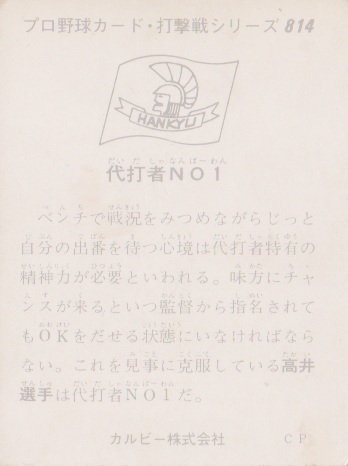 プロ野球カード・打撃戦シリーズ 814
HANKYU
代打者NO1
ベンチで戦況をみつめながらじっと
自分の出番を待つ心境は代打者特有の
精神力が必要といわれる。味方にチャ
ンスが来るといつ監督から指名されて
もOKをだせる状態にいなければなら
ない。これを見事に克服している高井
選手は代打者NO1だ。
カルビー株式会社 CP